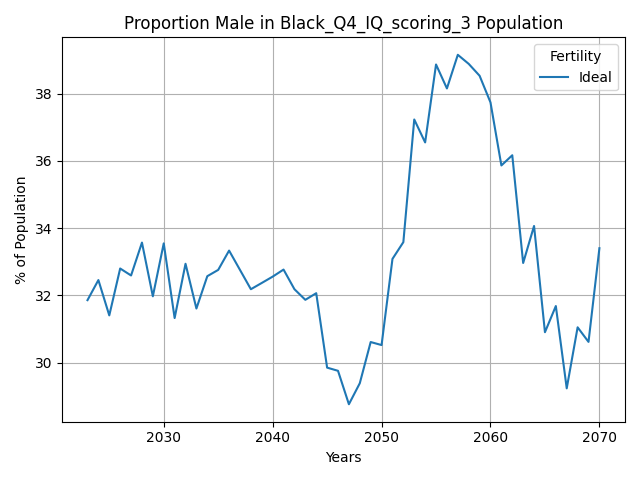 Proportion Male in Black_Q4_IQ_scoring_3 Population
Fertility
Ideal
% of Population
38
36
34
32
30
2030 2040 2050 2060 2070
Years